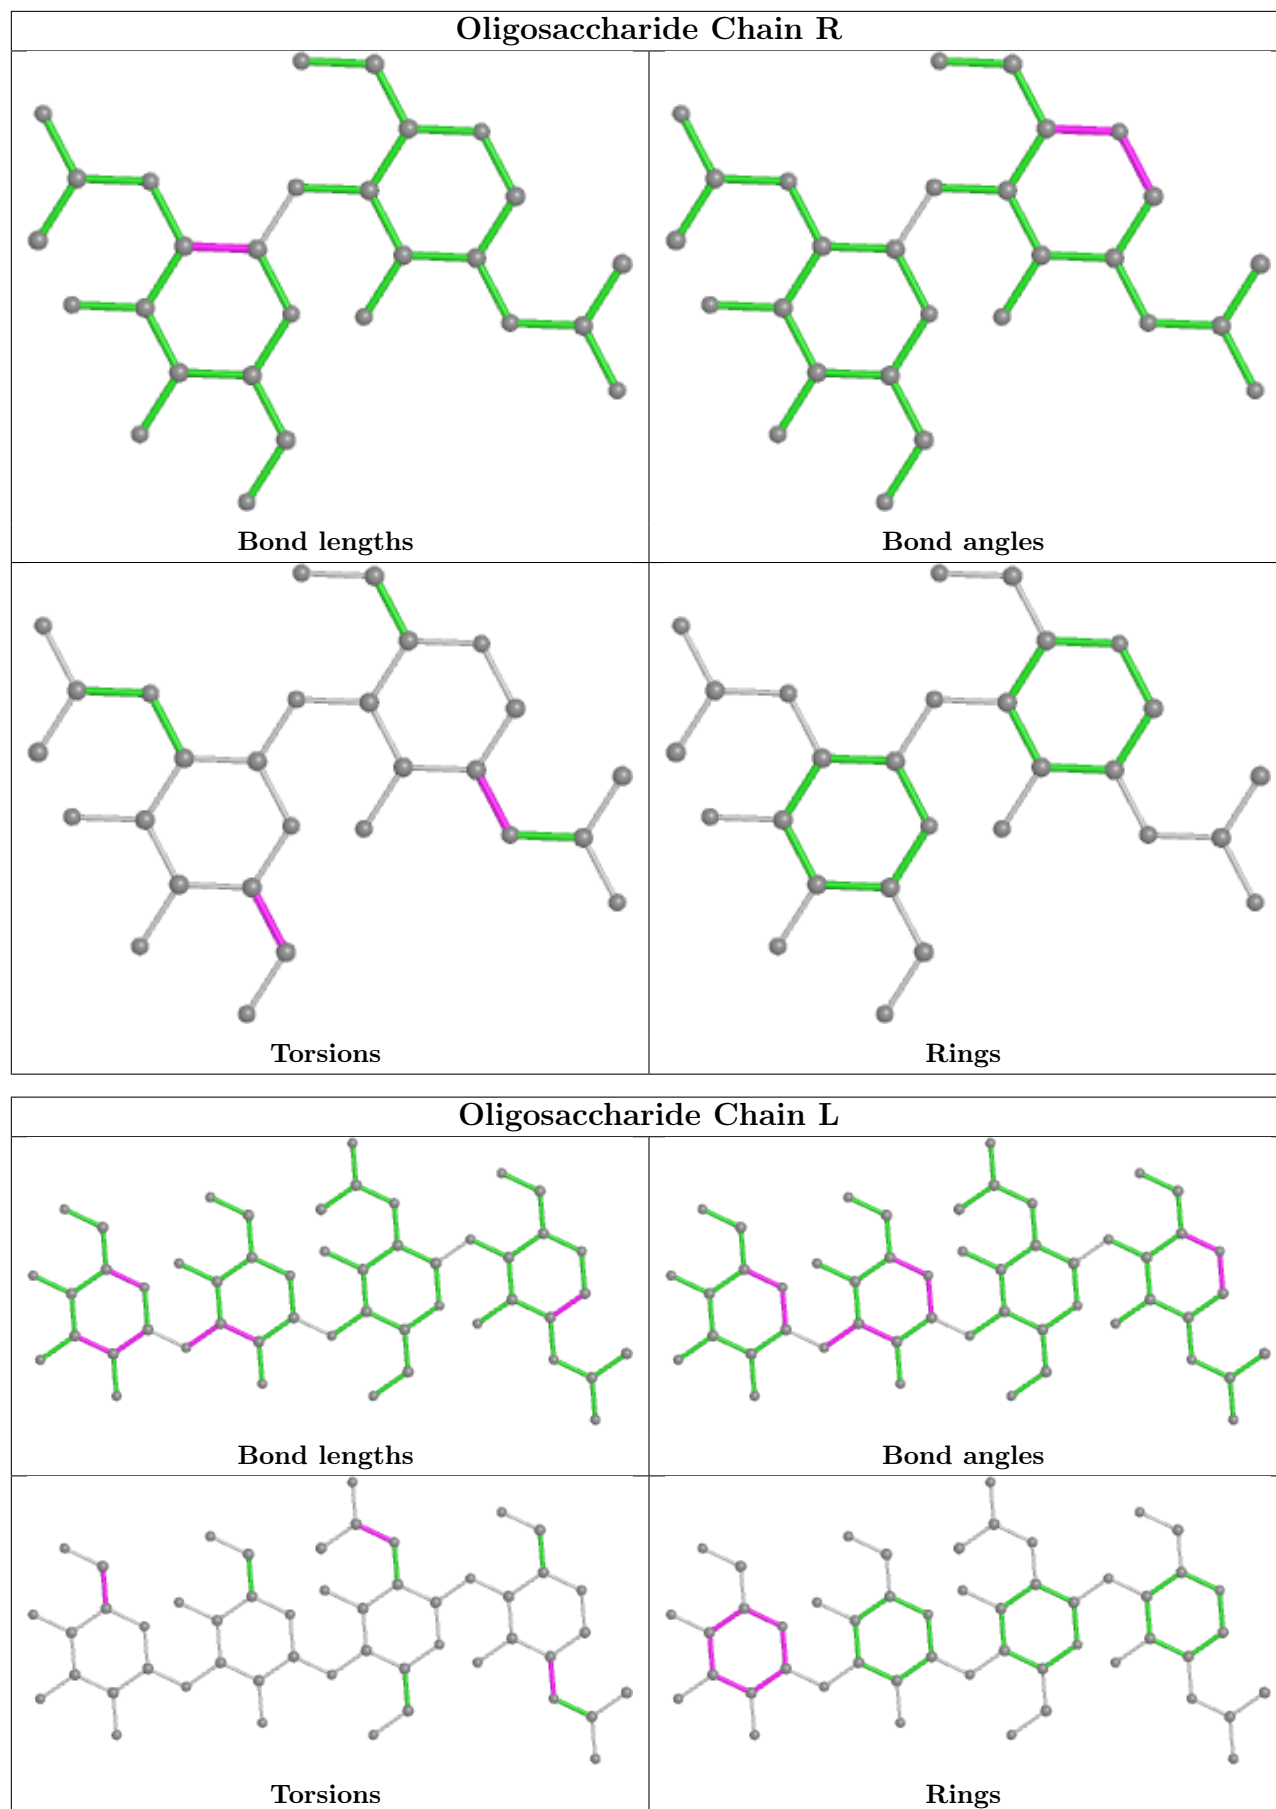 Oligosaccharide Chain R
Bond lengths
Bond angles
Torsions
Rings
Oligosaccharide Chain L
Bond lengths
Bond angles
Torsions
Rings